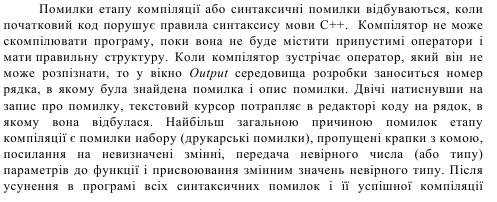 Помилки етапу компіляції або синтаксичні помилки відбуваються, коли
початковий код порушує правила синтаксису мови C++. Компілятор не може
скомпілювати програму, поки вона не буде містити припустимі оператори і
мати правильну структуру. Коли компілятор зустрічає оператор, який він не
може розпізнати, то у вікно Output середовища розробки заноситься номер
рядка, в якому була знайдена помилка і опис помилки. Двічі натиснувши на
запис про помилку, текстовий курсор потрапляє в редакторі коду на рядок, в
якому вона відбулася. Найбільш загальною причиною помилок етапу
компіляції є помилки набору (друкарські помилки), пропущені крапки з комою,
посилання на невизначені змінні, передача невірного числа (або типу)
параметрів до функції і присвоювання змінним значень невірного типу. Після
усунення в програмі всіх синтаксичних помилок і її успішної компіляції